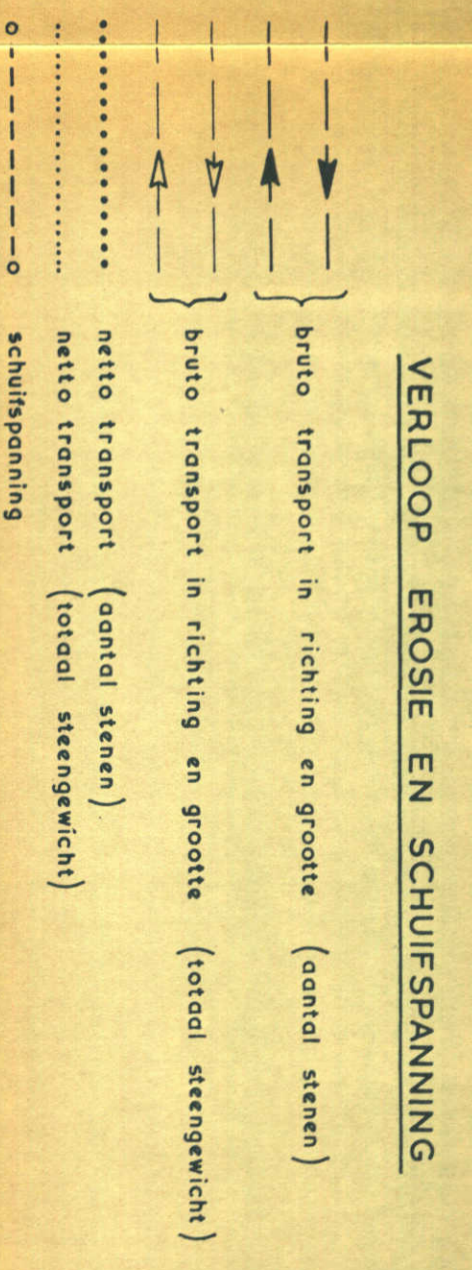 VERLOOP EROSIE EN SCHUIFSPANNING
bruto transport in richting en grootte (aantal stenen)
bruto transport in richting en grootte (totaal steengewicht)
netto transport (aantal stenen)
netto transport (totaal steengewicht)
schuifspanning